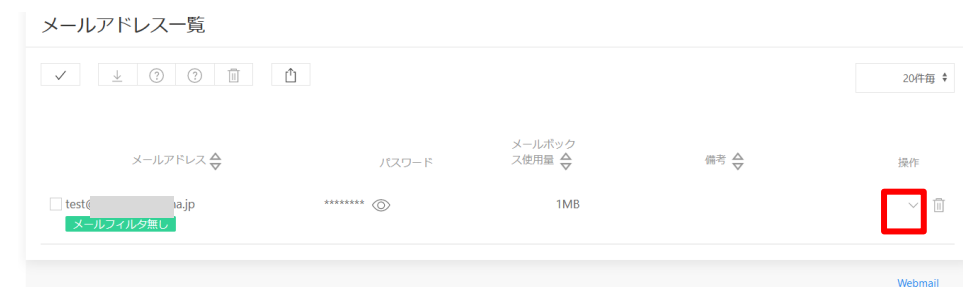 メールアドレス一覧
20件毎
メールアドレス
パスワード
メールボック
ス使用量
備考
操作
test@
a.jp
********
1MB
メールフィルタ無し
Webmail